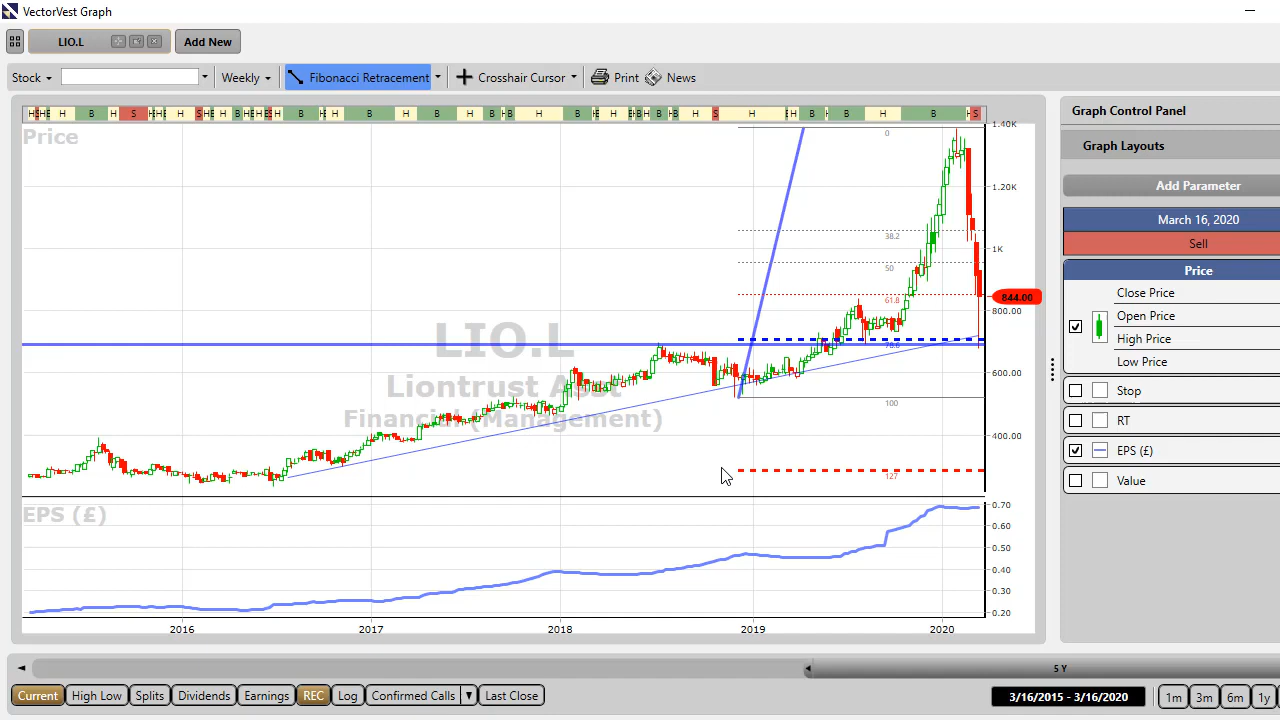 VectorVest Graph
LIO.L
Add New
Stock
Weekly
Fibonacci Retracement
Crosshair Cursor
Print
News
Price
LIO.L
Liontrust Asst
Financial (Management)
0
38.2
50
61.8
78.6
100
127
1.40K
1.20K
1K
844.00
800.00
600.00
400.00
EPS (£)
0.70
0.60
0.50
0.40
0.30
0.20
2016
2017
2018
2019
2020
Graph Control Panel
Graph Layouts
Add Parameter
March 16, 2020
Sell
Price
Close Price
Open Price
High Price
Low Price
Stop
RT
EPS (£)
Value
5 Y
Current
High Low
Splits
Dividends
Earnings
REC
Log
Confirmed Calls
Last Close
3/16/2015 - 3/16/2020
1m
3m
6m
1y